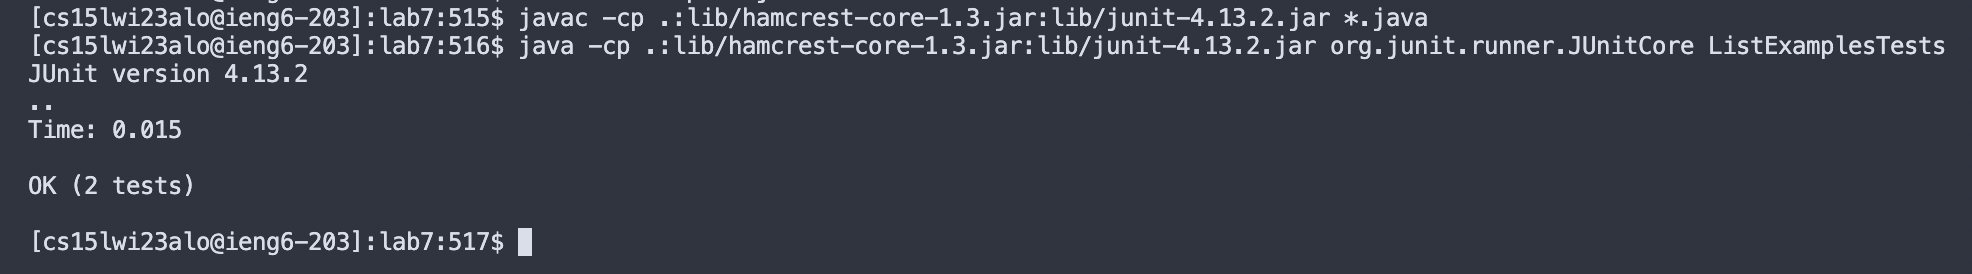 [cs15lwi23alo@ieng6-203]:lab7:515$ javac -cp .:lib/hamcrest-core-1.3.jar:lib/junit-4.13.2.jar *.java
[cs15lwi23alo@ieng6-203]:lab7:516$ java -cp .:lib/hamcrest-core-1.3.jar:lib/junit-4.13.2.jar org.junit.runner.JUnitCore ListExamplesTests
JUnit version 4.13.2
..
Time: 0.015
OK (2 tests)
[cs15lwi23alo@ieng6-203]:lab7:517$